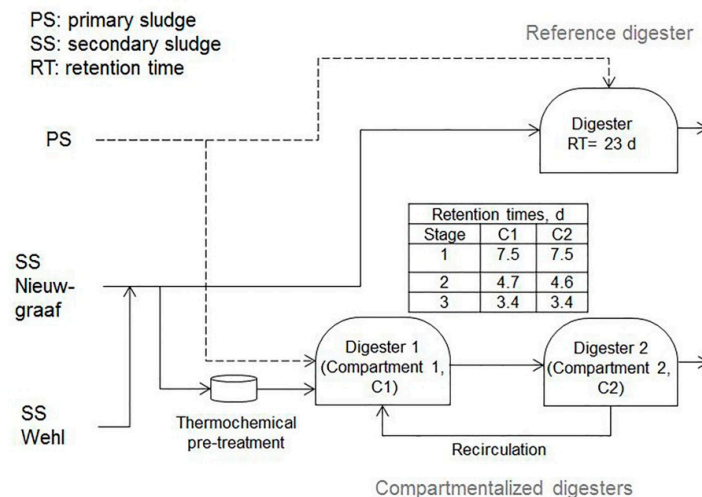 PS: primary sludge
SS: secondary sludge
RT: retention time
Reference digester
PS
Digester
RT= 23 d
Retention times, d
Stage C1 C2
1 7.5 7.5
2 4.7 4.6
3 3.4 3.4
SS
Nieuw-
graaf
Digester 1
(Compartment 1,
C1)
Digester 2
(Compartment 2,
C2)
Thermochemical
pre-treatment
SS
Wehl
Recirculation
Compartmentalized digesters